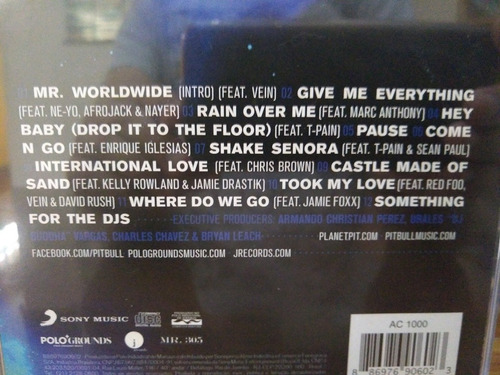 01 MR. WORLDWIDE (INTRO) (FEAT. VEIN) 02 GIVE ME EVERYTHING
(FEAT. NE-YO, AFROJACK & NAYER) 03 RAIN OVER ME (FEAT. MARC ANTHONY) 04 HEY
BABY (DROP IT TO THE FLOOR) (FEAT. T-PAIN) 05 PAUSE 06 COME
N GO (FEAT. ENRIQUE IGLESIAS) 07 SHAKE SENORA (FEAT. T-PAIN & SEAN PAUL)
INTERNATIONAL LOVE (FEAT. CHRIS BROWN) 09 CASTLE MADE OF
SAND (FEAT. KELLY ROWLAND & JAMIE DRASTIK) 10 TOOK MY LOVE (FEAT. RED FOO,
VEIN & DAVID RUSH) 11 WHERE DO WE GO (FEAT. JAMIE FOXX) 12 SOMETHING
FOR THE DJS EXECUTIVE PRODUCERS: ARMANDO CHRISTIAN PEREZ,
VARGAS, CHARLES CHAVEZ & BRYAN LEACH PLANETPIT.COM PITBULLMUSIC.COM
FACEBOOK.COM/PITBULL POLOGROUNDSMUSIC.COM JRECORDS.COM
SONY MUSIC
POLO GROUNDS
MR. 305
AC 1000
8 86976 90602 3